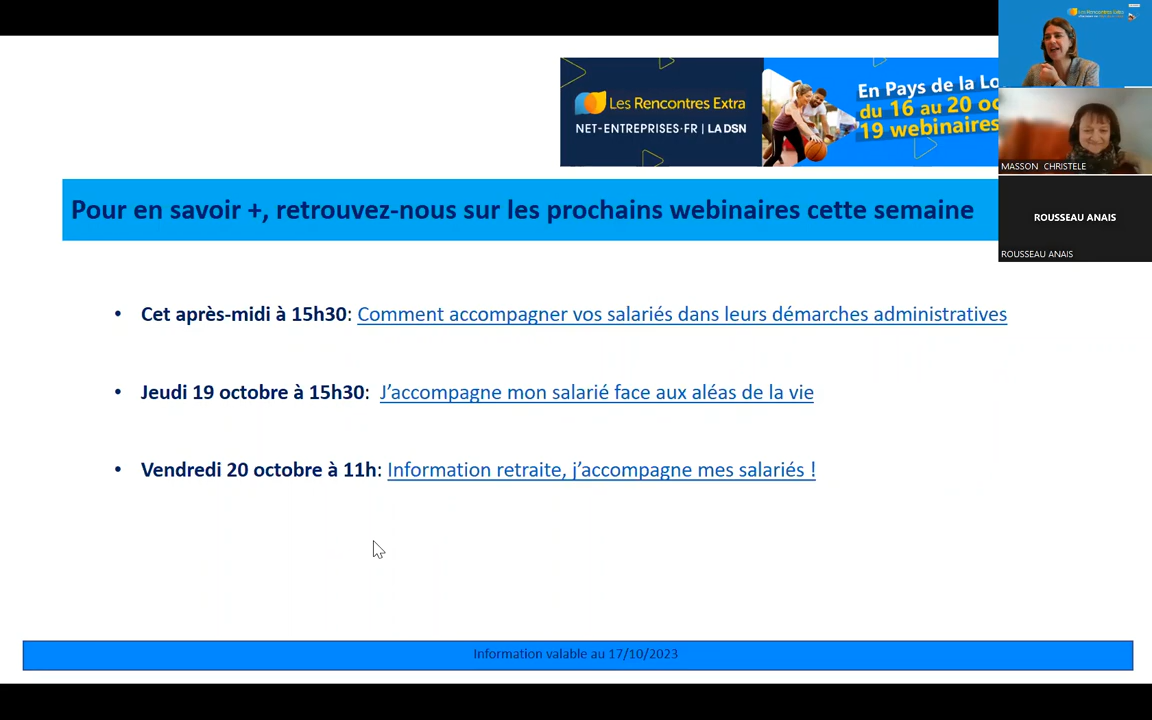 Les Rencontres Extra
NET-ENTREPRISES·FR | LA DSN
En Pays de la
du 16 au 20
19 webinaires
MASSON CHRISTELE
ROUSSEAU ANAIS
ROUSSEAU ANAIS
Pour en savoir +, retrouvez-nous sur les prochains webinaires cette semaine
• Cet après-midi à 15h30: Comment accompagner vos salariés dans leurs démarches administratives
• Jeudi 19 octobre à 15h30: J’accompagne mon salarié face aux aléas de la vie
• Vendredi 20 octobre à 11h: Information retraite, j’accompagne mes salariés !
Information valable au 17/10/2023